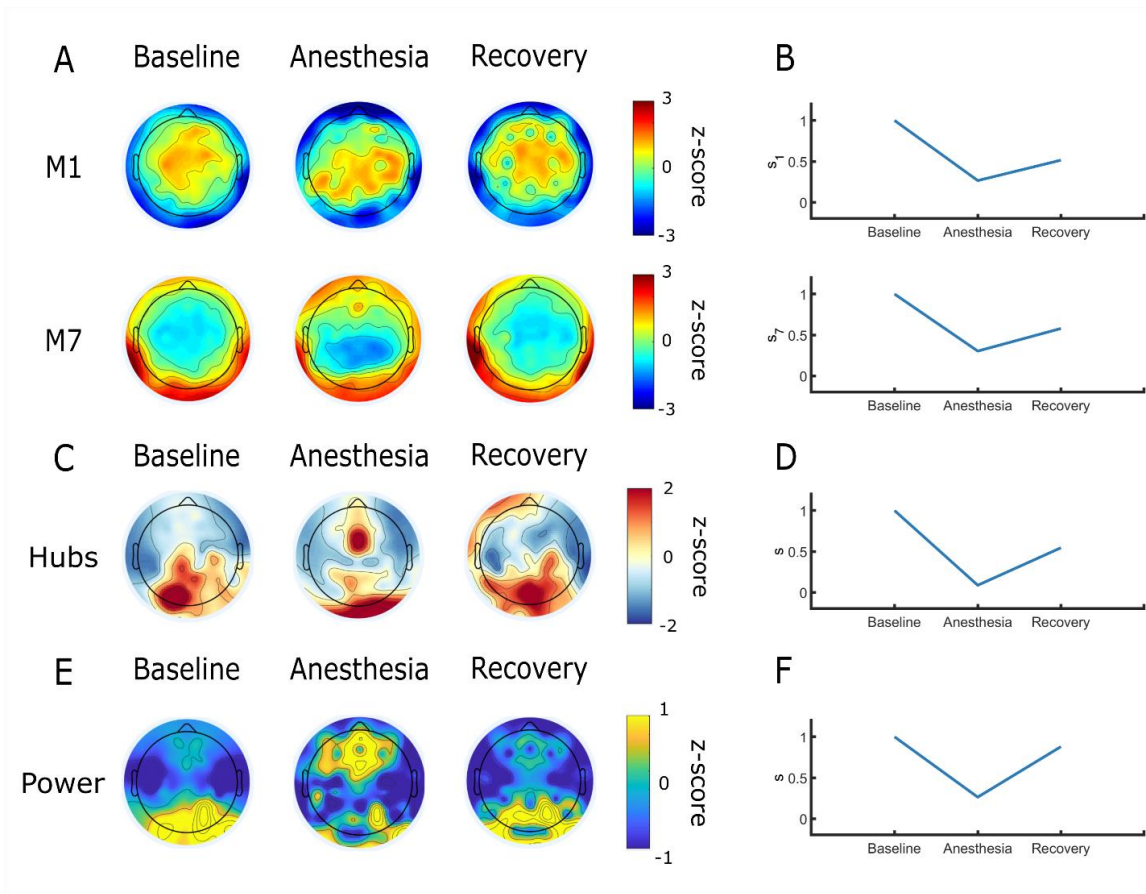 A Baseline Anesthesia Recovery B
M1
3
0
-3
z-score
1
0.5
0
s_1
Baseline Anesthesia Recovery
M7
3
0
-3
z-score
1
0.5
0
s_7
Baseline Anesthesia Recovery
C Baseline Anesthesia Recovery D
Hubs
2
0
-2
z-score
1
0.5
0
s
Baseline Anesthesia Recovery
E Baseline Anesthesia Recovery F
Power
1
0
-1
z-score
1
0.5
0
s
Baseline Anesthesia Recovery